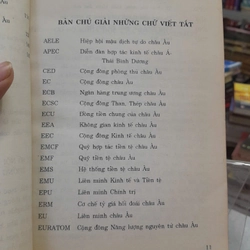 BẢN CHÚ GIẢI NHỮNG CHỮ VIẾT TẮT
AELE Hiệp hội mậu dịch tự do châu Âu
APEC Diễn đàn hợp tác kinh tế châu Á-
Thái Bình Dương
CED Cộng đồng phòng thủ châu Âu
EC Cộng đồng châu Âu
ECB Ngân hàng trung ương châu Âu
ECSC Cộng đồng Than, Thép châu Âu
ECU Đồng tiền chung của châu Âu
EEA Không gian kinh tế châu Âu
EEC Cộng đồng Kinh tế châu Âu
EMCF Quỹ hợp tác tiền tệ châu Âu
EMF Quỹ tiền tệ châu Âu
EMS Hệ thống tiền tệ châu Âu
EMU Liên minh Kinh tế và Tiền tệ
EPU Liên minh Chính trị
ERM Cơ chế tỷ giá hối đoái châu Âu
EU Liên minh châu Âu
EURATOM Cộng đồng Năng lượng nguyên tử châu Âu
11